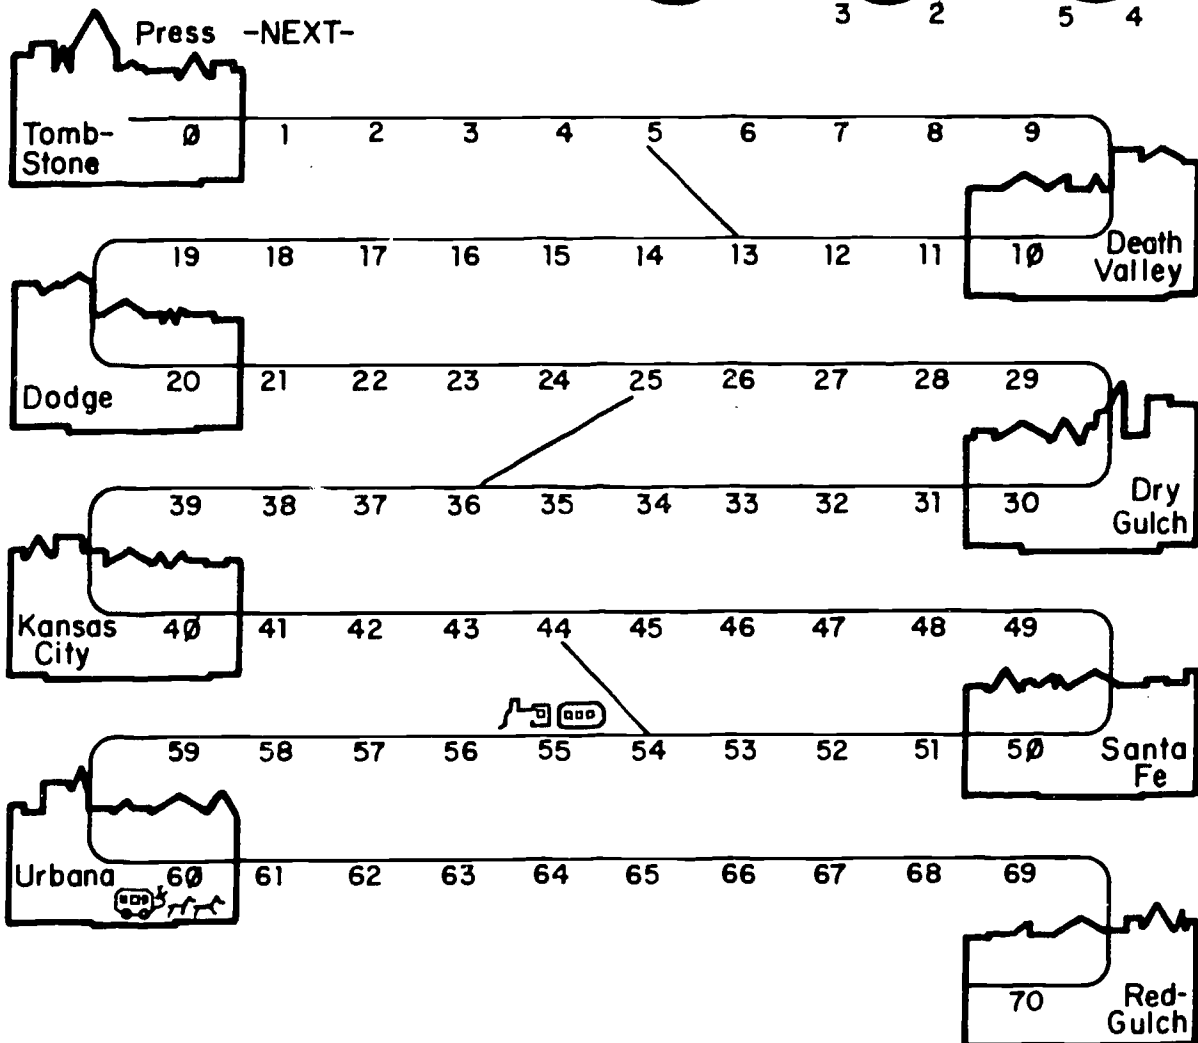 3 2 5 4
Press -NEXT-
Tomb-
Stone
Ø 1 2 3 4 5 6 7 8 9
19 18 17 16 15 14 13 12 11 1Ø
Death
Valley
Dodge
20 21 22 23 24 25 26 27 28 29
39 38 37 36 35 34 33 32 31 30
Dry
Gulch
Kansas
City
4Ø 41 42 43 44 45 46 47 48 49
59 58 57 56 55 54 53 52 51 5Ø
Santa
Fe
Urbana
6Ø 61 62 63 64 65 66 67 68 69
70
Red-
Gulch